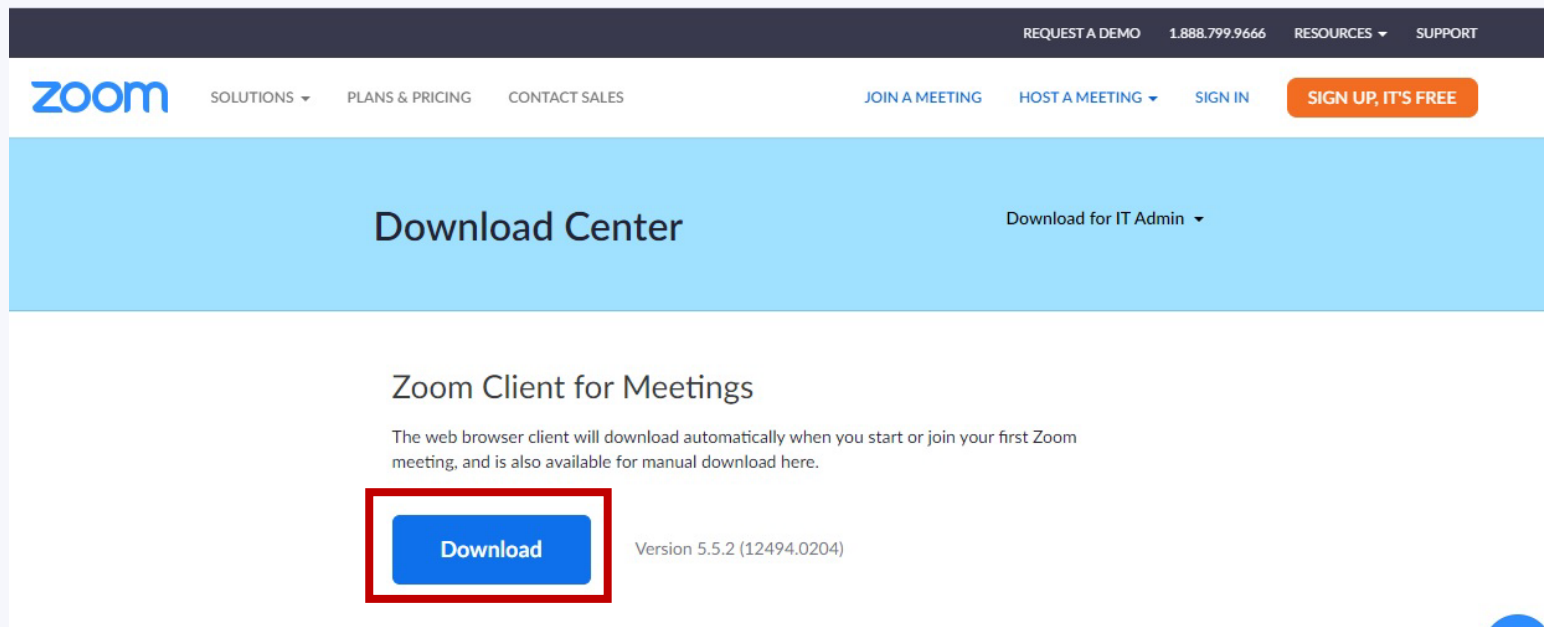 REQUEST A DEMO 1.888.799.9666 RESOURCES SUPPORT
zoom SOLUTIONS PLANS & PRICING CONTACT SALES JOIN A MEETING HOST A MEETING SIGN IN SIGN UP, IT'S FREE
Download Center Download for IT Admin
Zoom Client for Meetings
The web browser client will download automatically when you start or join your first Zoom
meeting, and is also available for manual download here.
Download Version 5.5.2 (12494.0204)